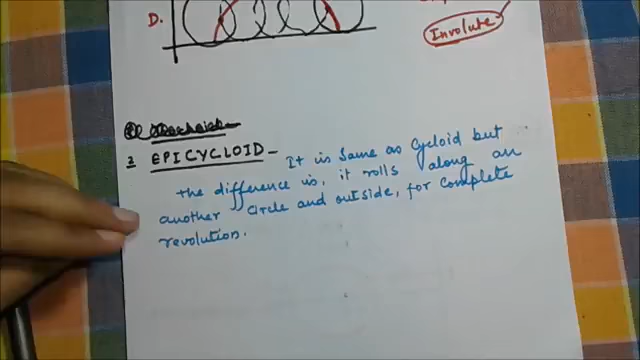 D.
Involute
2 EPICYCLOID - It is same as cycloid but
the difference is, it rolls along an
another circle and outside, for complete
revolution.